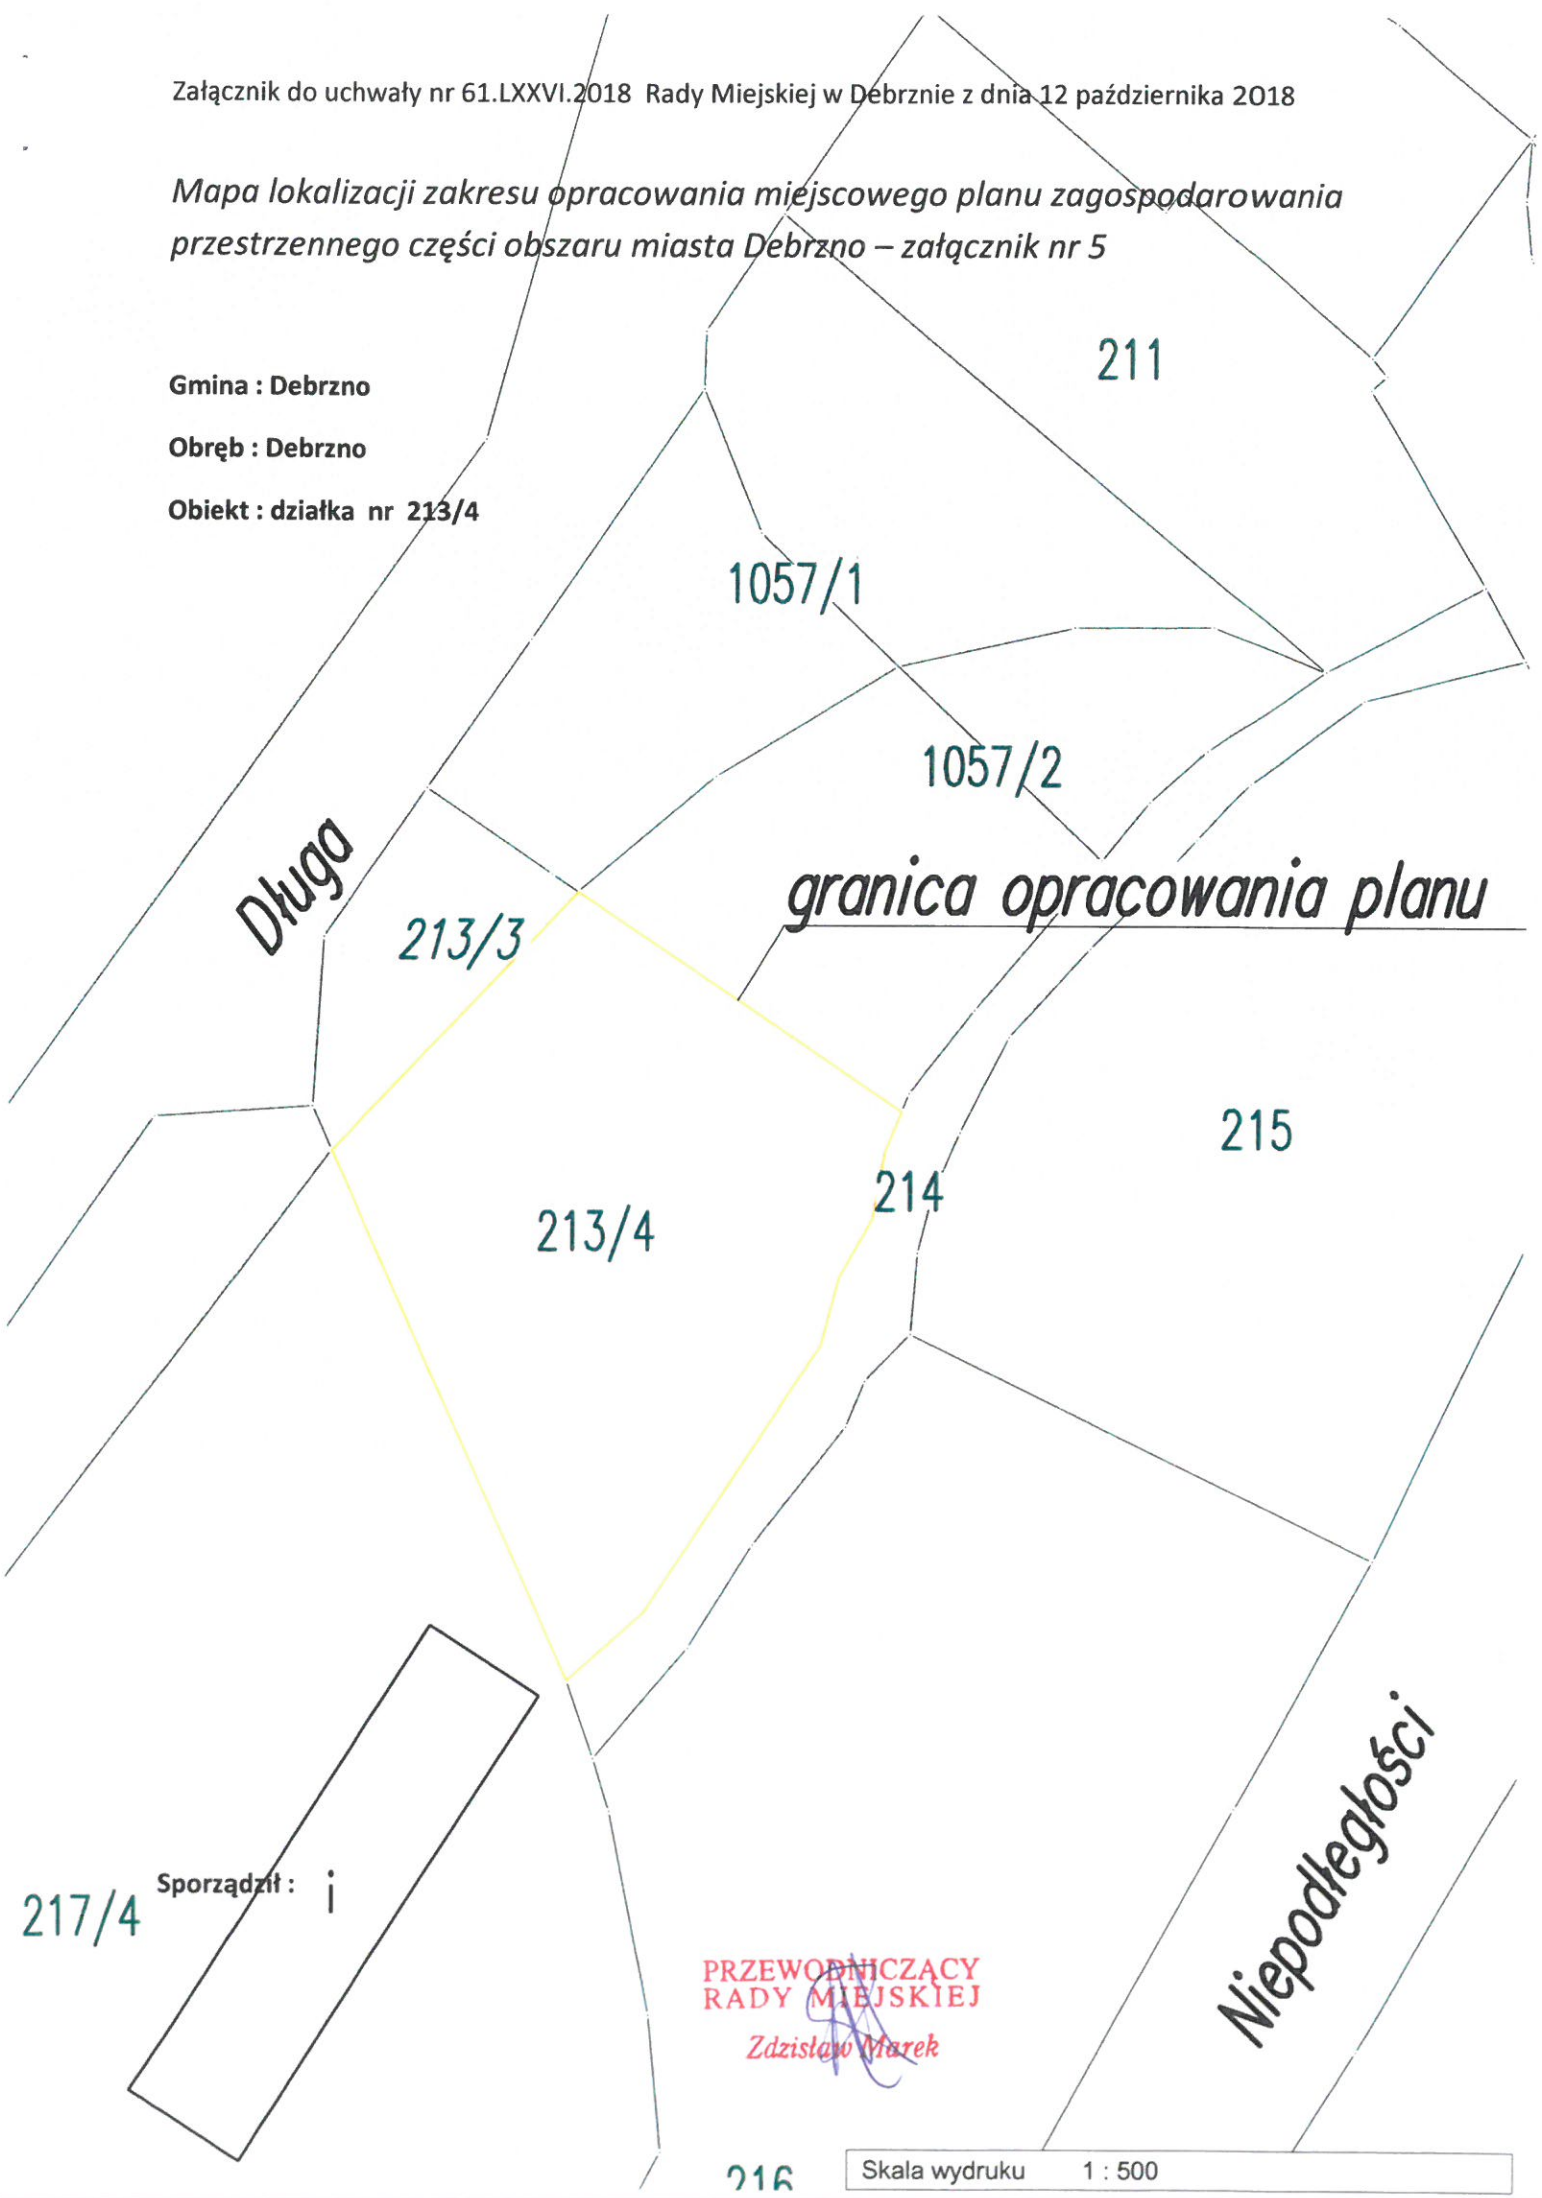 Załącznik do uchwały nr 61.LXXVI.2018 Rady Miejskiej w Debrznie z dnia 12 października 2018
Mapa lokalizacji zakresu opracowania miejscowego planu zagospodarowania
przestrzennego części obszaru miasta Debrzno – załącznik nr 5
211
Gmina : Debrzno
Obręb : Debrzno
Obiekt : działka nr 213/4
1057/1
1057/2
Długa
granica opracowania planu
213/3
215
214
213/4
Niepodległości
Sporządził :
i
217/4
PRZEWODNICZĄCY
RADY MIEJSKIEJ
Zdzisław Marek
216
Skala wydruku 1 : 500